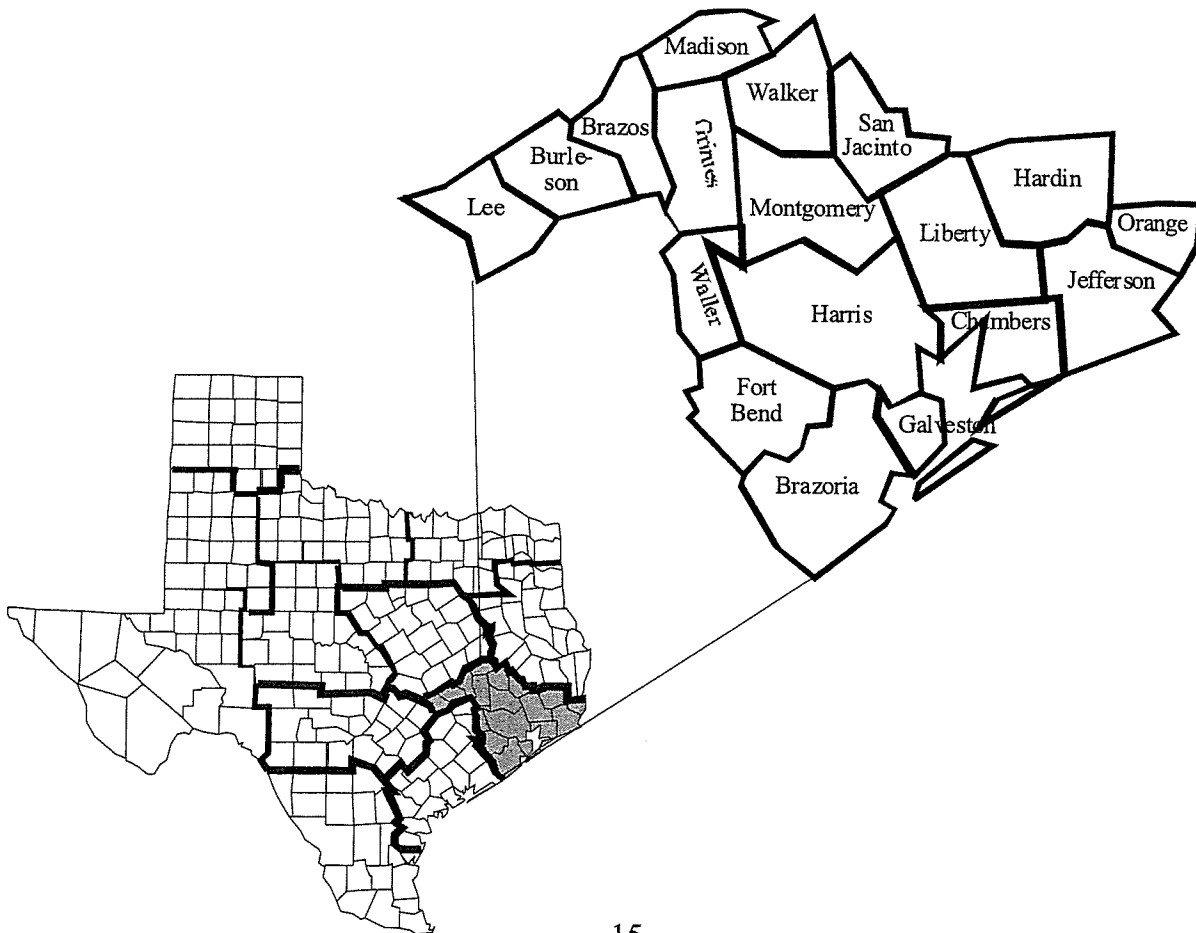 Madison
Walker
Brazos
Grimes
San
Jacinto
Burle-
son
Hardin
Lee
Montgomery
Orange
Liberty
Jefferson
Waller
Harris
Chambers
Fort
Bend
Galveston
Brazoria
15